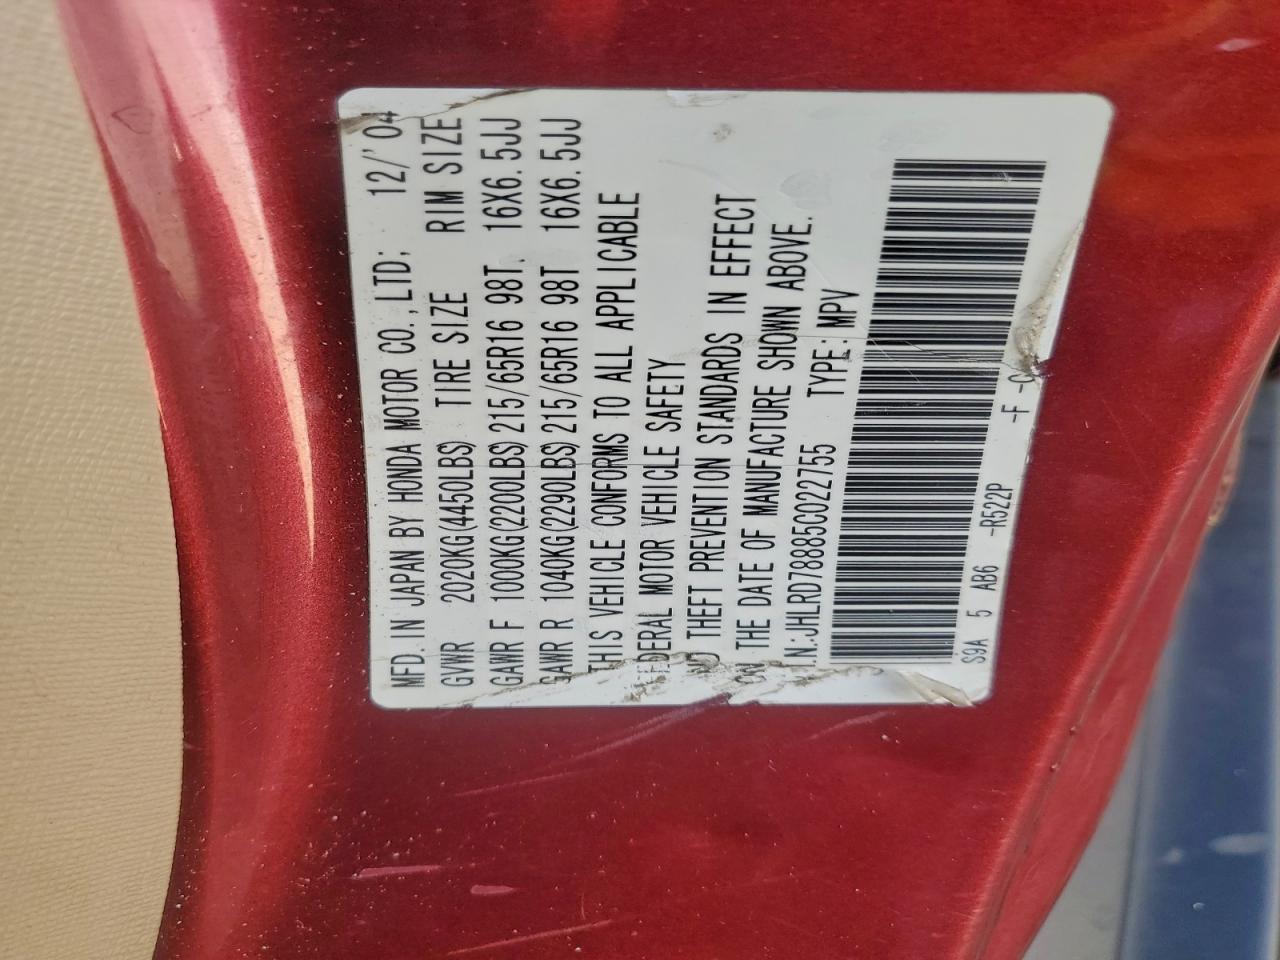 MFD. IN JAPAN BY HONDA MOTOR CO., LTD; 12/'04
GVWR 2020KG(4450LBS) TIRE SIZE RIM SIZE
GAWR F 1000KG(2200LBS) 215/65R16 98T. 16X6.5JJ
GAWR R 1040KG(2290LBS) 215/65R16 98T 16X6.5JJ
THIS VEHICLE CONFORMS TO ALL APPLICABLE
FEDERAL MOTOR VEHICLE SAFETY
THEFT PREVENTION STANDARDS IN EFFECT
ON THE DATE OF MANUFACTURE SHOWN ABOVE.
.N.:JHLRD78885C022755 TYPE: MPV
S9A 5 AB6 -R522P -F